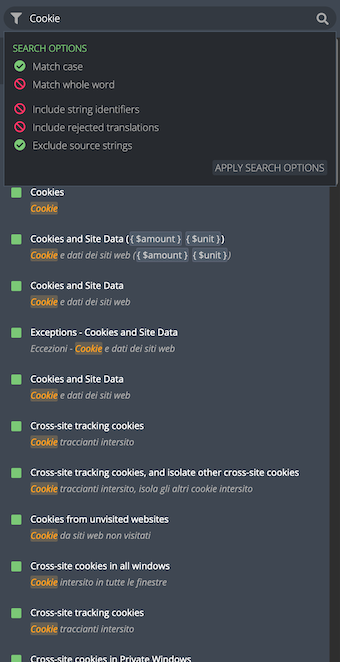 Cookie
SEARCH OPTIONS
Match case
Match whole word
Include string identifiers
Include rejected translations
Exclude source strings
APPLY SEARCH OPTIONS
Cookies
Cookie
Cookies and Site Data ({ $amount } { $unit })
Cookie e dati dei siti web ({ $amount } { $unit })
Cookies and Site Data
Cookie e dati dei siti web
Exceptions - Cookies and Site Data
Eccezioni - Cookie e dati dei siti web
Cookies and Site Data
Cookie e dati dei siti web
Cross-site tracking cookies
Cookie traccianti intersito
Cross-site tracking cookies, and isolate other cross-site cookies
Cookie traccianti intersito, isola gli altri cookie intersito
Cookies from unvisited websites
Cookie da siti web non visitati
Cross-site cookies in all windows
Cookie intersito in tutte le finestre
Cross-site tracking cookies
Cookie traccianti intersito
Cross-site cookies in Private Windows